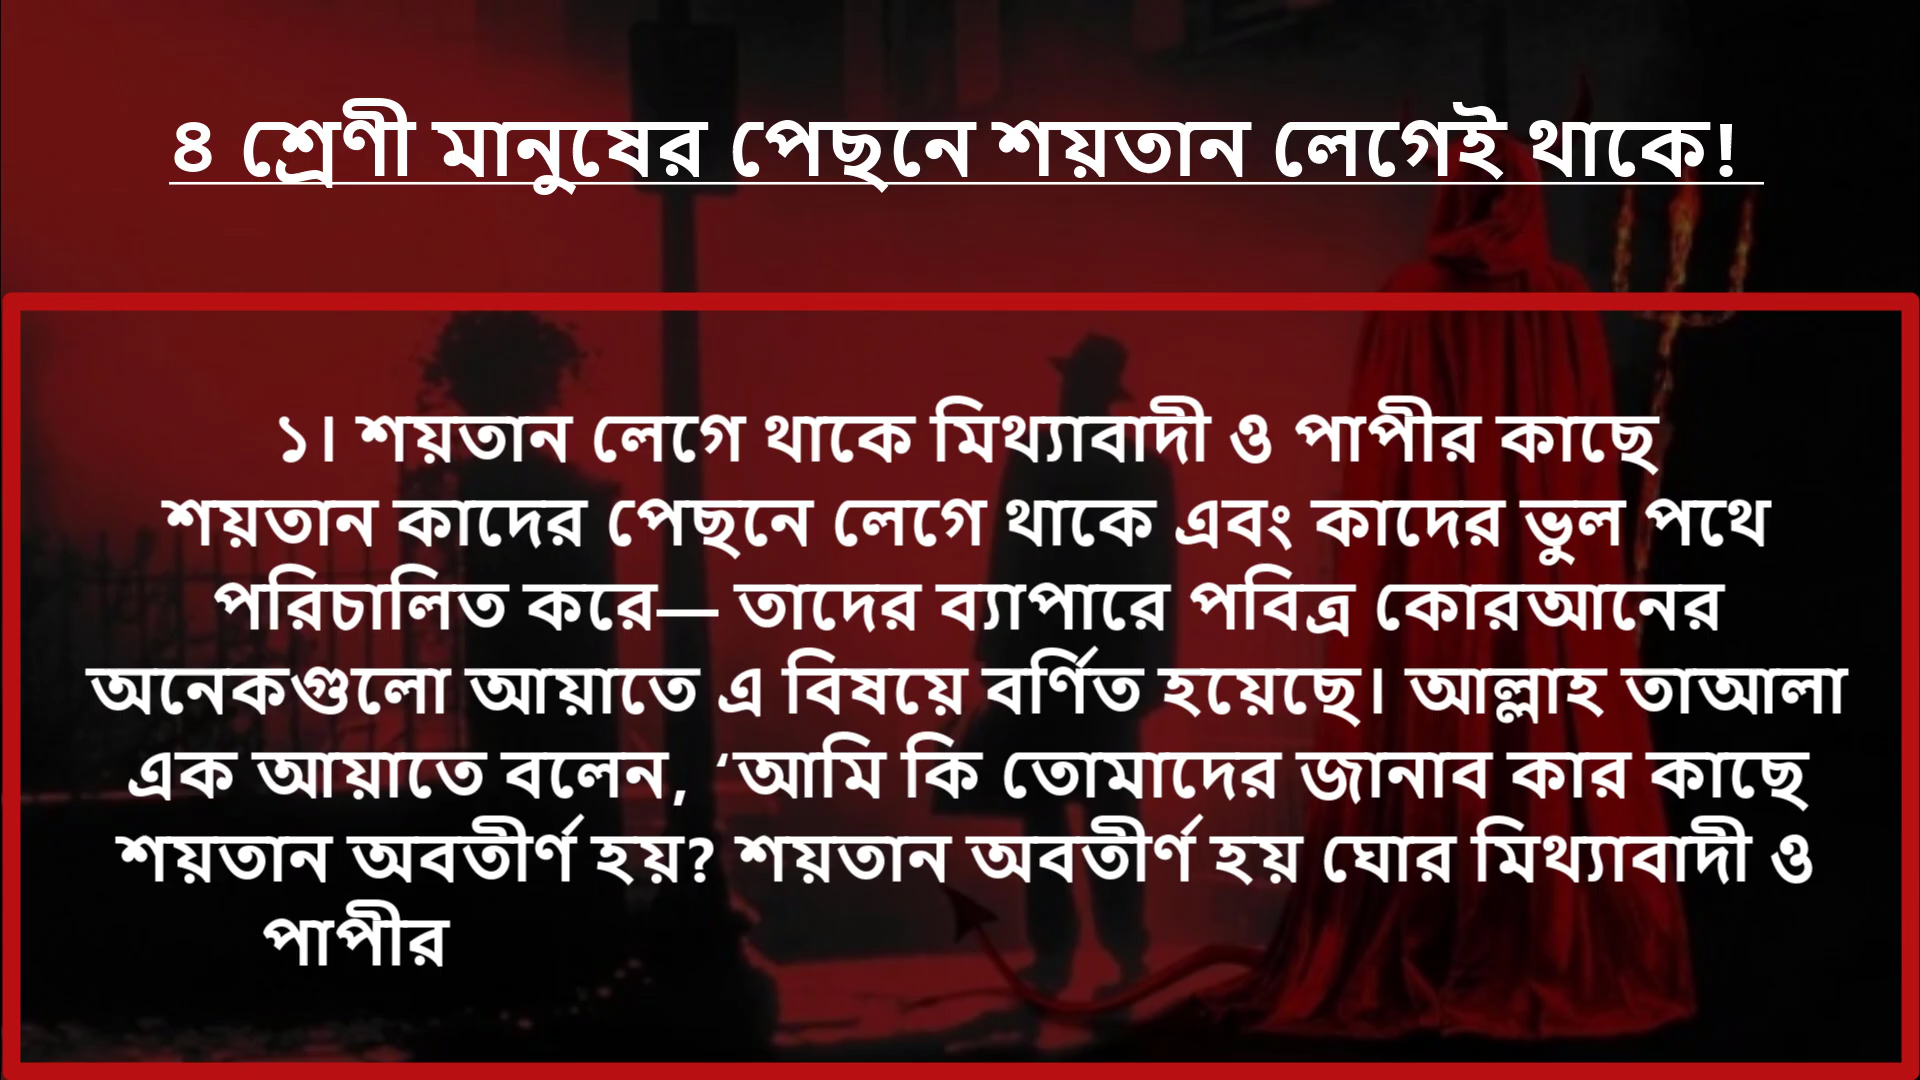 ৪ শ্রেণী মানুষের পেছনে শয়তান লেগেই থাকে!
১। শয়তান লেগে থাকে মিথ্যাবাদী ও পাপীর কাছে
শয়তান কাদের পেছনে লেগে থাকে এবং কাদের ভুল পথে
পরিচালিত করে— তাদের ব্যাপারে পবিত্র কোরআনের
অনেকগুলো আয়াতে এ বিষয়ে বর্ণিত হয়েছে। আল্লাহ তাআলা
এক আয়াতে বলেন, ‘আমি কি তোমাদের জানাব কার কাছে
শয়তান অবতীর্ণ হয়? শয়তান অবতীর্ণ হয় ঘোর মিথ্যাবাদী ও
পাপীর